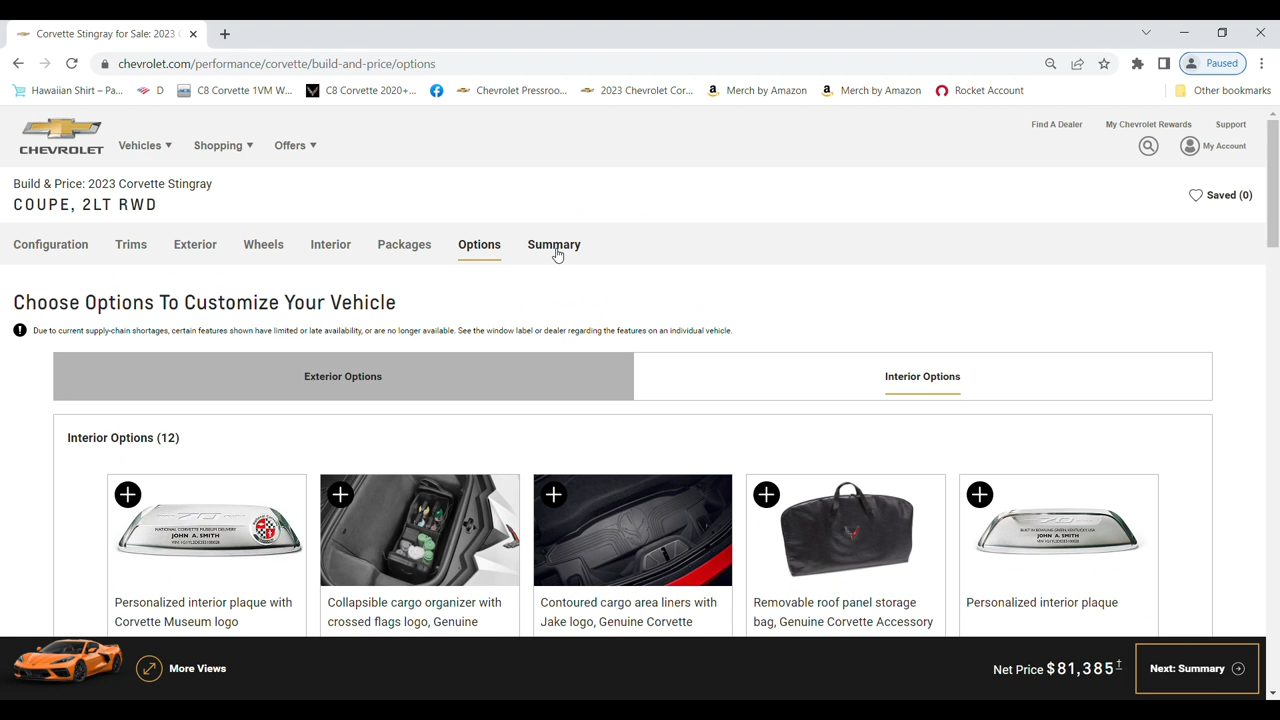 Corvette Stingray for Sale: 2023
chevrolet.com/performance/corvette/build-and-price/options
Paused
Hawaiian Shirt – Pa... D C8 Corvette 1VM W... C8 Corvette 2020+... Chevrolet Pressroo... 2023 Chevrolet Cor... Merch by Amazon Merch by Amazon Rocket Account Other bookmarks
Find A Dealer My Chevrolet Rewards Support
CHEVROLET Vehicles Shopping Offers My Account
Build & Price: 2023 Corvette Stingray
COUPE, 2LT RWD
Saved (0)
Configuration Trims Exterior Wheels Interior Packages Options Summary
Choose Options To Customize Your Vehicle
Due to current supply-chain shortages, certain features shown have limited or late availability, or are no longer available. See the window label or dealer regarding the features on an individual vehicle.
Exterior Options Interior Options
Interior Options (12)
NATIONAL CORVETTE MUSEUM DELIVERY
JOHN A. SMITH
BUILT IN BOWLING GREEN, KENTUCKY USA
JOHN A. SMITH
Personalized interior plaque with
Corvette Museum logo
Collapsible cargo organizer with
crossed flags logo, Genuine
Contoured cargo area liners with
Jake logo, Genuine Corvette
Removable roof panel storage
bag, Genuine Corvette Accessory
Personalized interior plaque
More Views
Net Price $81,385†
Next: Summary